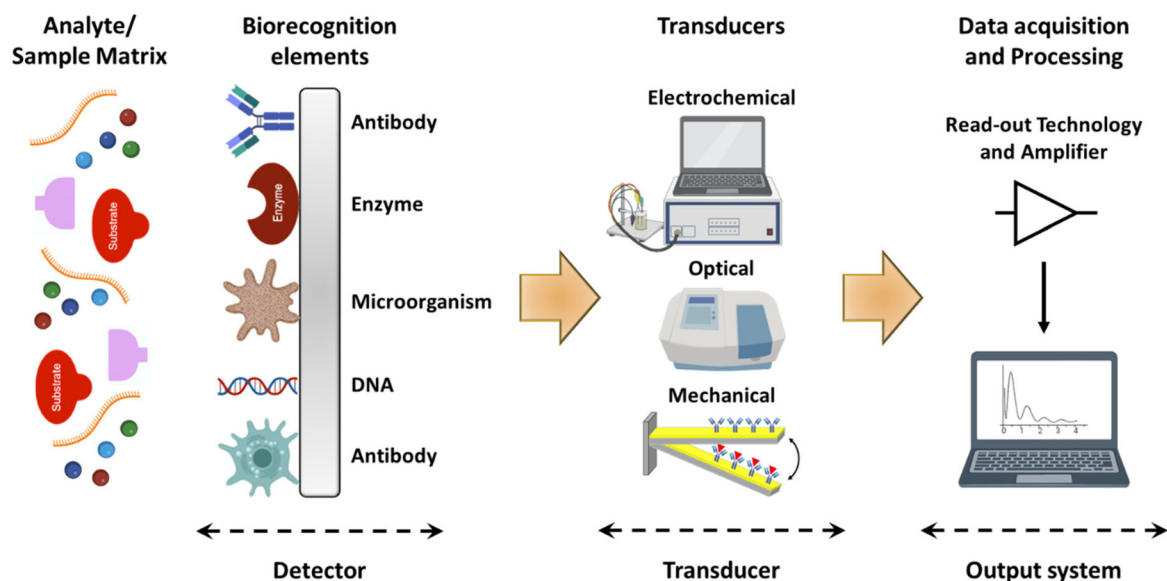 Analyte/
Sample Matrix
Biorecognition
elements
Transducers
Data acquisition
and Processing
Substrate
Substrate
Enzyme
Antibody
Enzyme
Microorganism
DNA
Antibody
Electrochemical
Optical
Mechanical
Read-out Technology
and Amplifier
0 1 2 3 4
Detector
Transducer
Output system